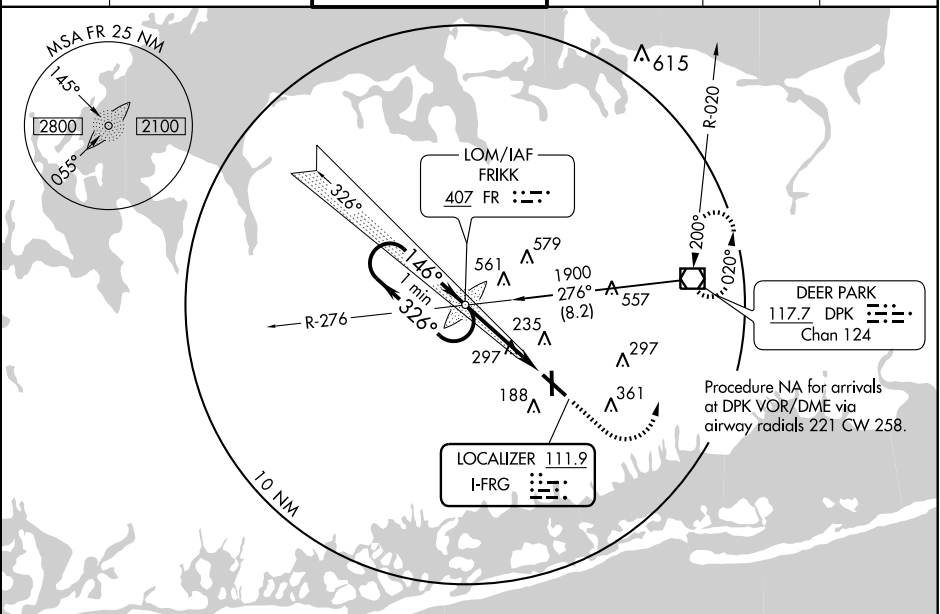 MSA FR 25 NM
145°
2800
2100
055°
615
R-020
LOM/IAF
FRIKK
407 FR
326°
200°
020°
579
561
146°
1 min
326°
1900
276°
(8.2)
557
DEER PARK
117.7 DPK
Chan 124
R-276
235
297
297
188
361
Procedure NA for arrivals
at DPK VOR/DME via
airway radials 221 CW 258.
LOCALIZER 111.9
I-FRG
10 NM